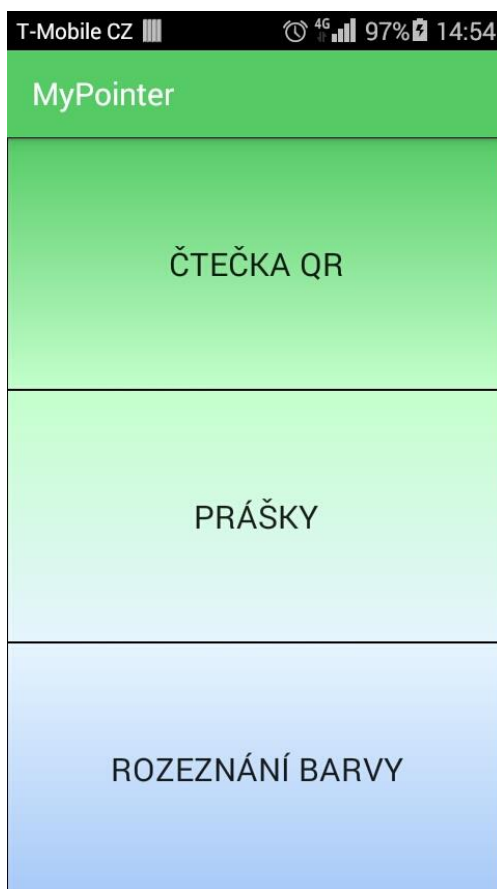 T-Mobile CZ 4G 97% 14:54
MyPointer
ČTEČKA QR
PRÁŠKY
ROZEZNÁNÍ BARVY